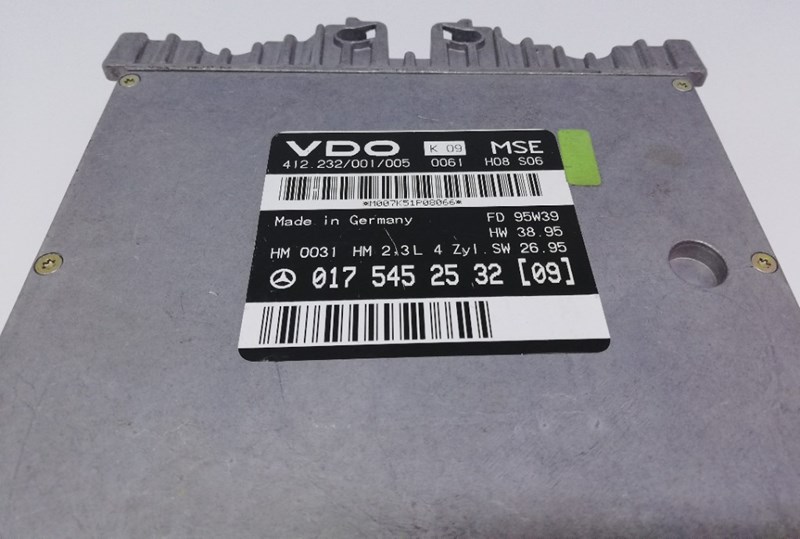 VDO K 09 MSE
412.232/001/005 0061 H08 S06
*M007K51P08066*
Made in Germany FD 95W39
HW 38.95
HM 0031 HM 2.3L 4 Zyl. SW 26.95
017 545 25 32 [09]